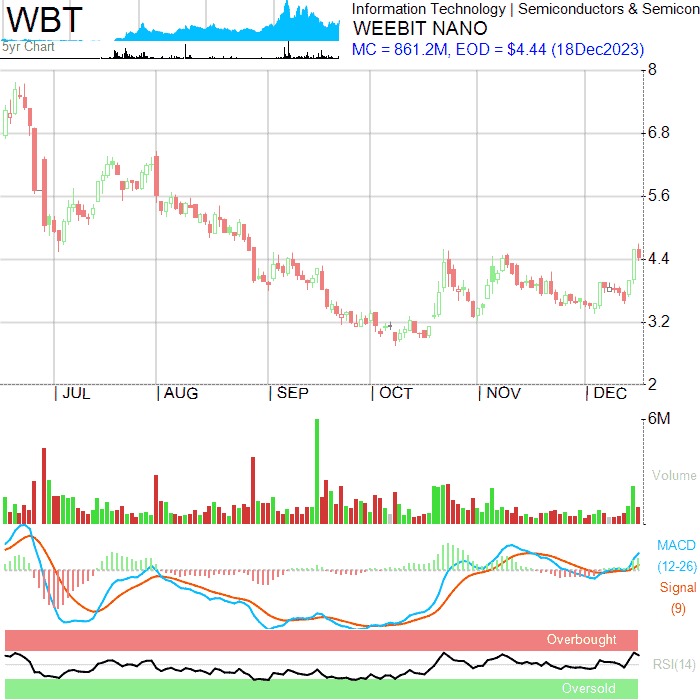 WBT
5yr Chart
Information Technology | Semiconductors & Semicon
WEEBIT NANO
MC = 861.2M, EOD = $4.44 (18Dec2023)
8
6.8
5.6
4.4
3.2
2
| JUL
| AUG
| SEP
| OCT
| NOV
| DEC
6M
Volume
MACD
(12-26)
Signal
(9)
Overbought
RSI(14)
Oversold